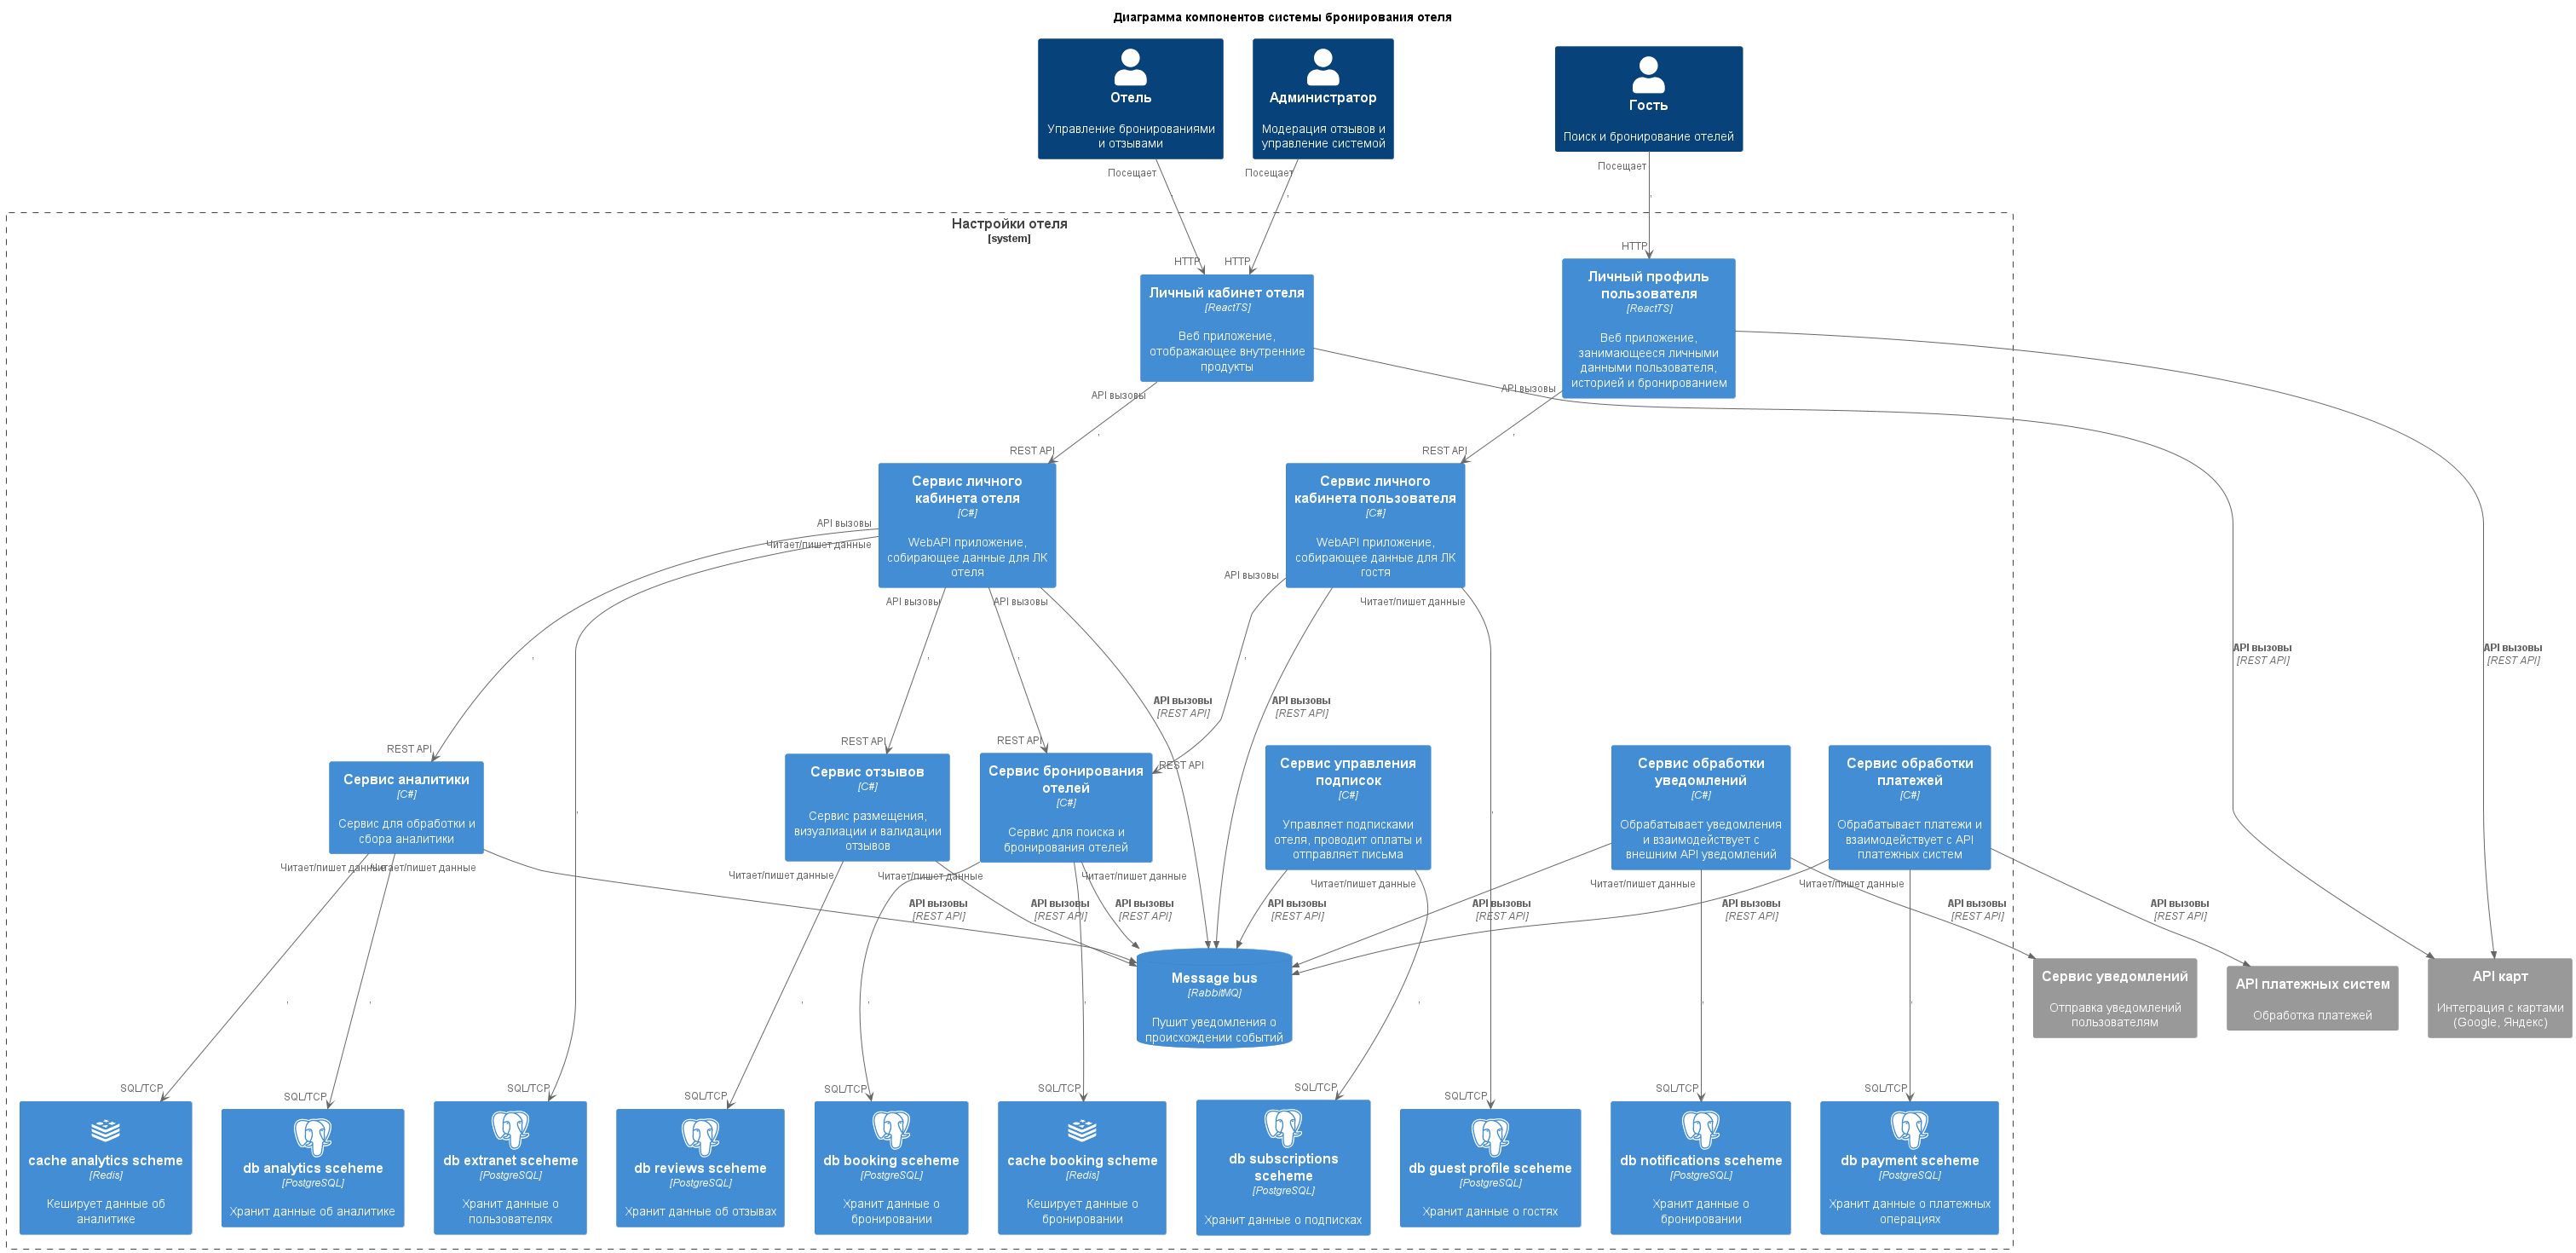 Диаграмма компонентов системы бронирования отеля
Отель
Управление бронированиями
и отзывами
Администратор
Модерация отзывов и
управление системой
Гость
Поиск и бронирование отелей
Посещает
Посещает
Посещает
Настройки отеля
[system]
HTTP
HTTP
HTTP
Личный кабинет отеля
[ReactTS]
Веб приложение,
отображающее внутренние
продукты
Личный профиль
пользователя
[ReactTS]
Веб приложение,
занимающееся личными
данными пользователя,
историей и бронированием
API вызовы
API вызовы
REST API
REST API
Сервис личного
кабинета отеля
[C#]
WebAPI приложение,
собирающее данные для ЛК
отеля
Сервис личного
кабинета пользователя
[C#]
WebAPI приложение,
собирающее данные для ЛК
гостя
API вызовы
Читает/пишет данные
API вызовы
API вызовы
API вызовы
Читает/пишет данные
API вызовы
[REST API]
API вызовы
[REST API]
API вызовы
[REST API]
API вызовы
[REST API]
REST API
REST API
REST API
REST API
Сервис аналитики
[C#]
Сервис для обработки и
сбора аналитики
Сервис отзывов
[C#]
Сервис размещения,
визуалиации и валидации
отзывов
Сервис бронирования
отелей
[C#]
Сервис для поиска и
бронирования отелей
Сервис управления
подписок
[C#]
Управляет подписками
отеля, проводит оплаты и
отправляет письма
Сервис обработки
уведомлений
[C#]
Обрабатывает уведомления
и взаимодействует с
внешним API уведомлений
Сервис обработки
платежей
[C#]
Обрабатывает платежи и
взаимодействует с API
платежных систем
Читает/пишет данные
Читает/пишет данные
Читает/пишет данные
Читает/пишет данные
Читает/пишет данные
Читает/пишет данные
Читает/пишет данные
Читает/пишет данные
API вызовы
[REST API]
API вызовы
[REST API]
API вызовы
[REST API]
API вызовы
[REST API]
API вызовы
[REST API]
API вызовы
[REST API]
API вызовы
[REST API]
API вызовы
[REST API]
Message bus
[RabbitMQ]
Пушит уведомления о
происхождении событий
Сервис уведомлений
Отправка уведомлений
пользователям
API платежных систем
Обработка платежей
API карт
Интеграция с картами
(Google, Яндекс)
SQL/TCP
SQL/TCP
SQL/TCP
SQL/TCP
SQL/TCP
SQL/TCP
SQL/TCP
SQL/TCP
SQL/TCP
SQL/TCP
cache analytics scheme
[Redis]
Кеширует данные об
аналитике
db analytics sceheme
[PostgreSQL]
Хранит данные об аналитике
db extranet sceheme
[PostgreSQL]
Хранит данные о
пользователях
db reviews sceheme
[PostgreSQL]
Хранит данные об отзывах
db booking sceheme
[PostgreSQL]
Хранит данные о
бронировании
cache booking scheme
[Redis]
Кеширует данные о
бронировании
db subscriptions
sceheme
[PostgreSQL]
Хранит данные о подписках
db guest profile sceheme
[PostgreSQL]
Хранит данные о гостях
db notifications sceheme
[PostgreSQL]
Хранит данные о
бронировании
db payment sceheme
[PostgreSQL]
Хранит данные о платежных
операциях